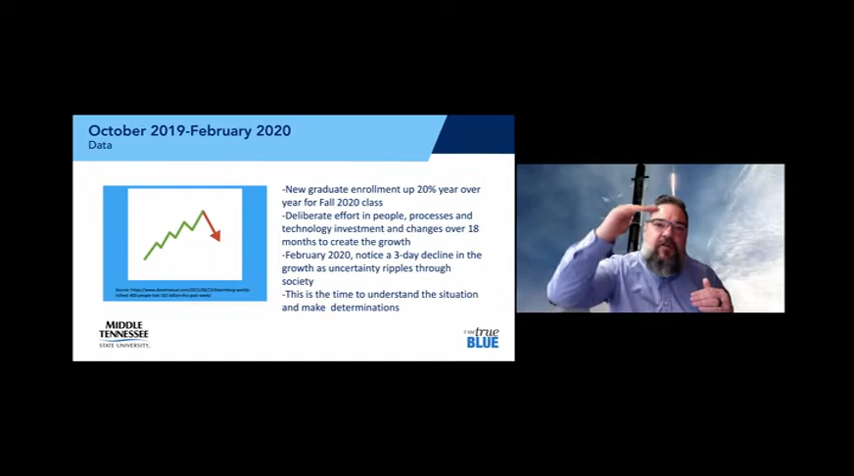 October 2019-February 2020
Data
-New graduate enrollment up 20% year over
year for Fall 2020 class
-Deliberate effort in people, processes and
technology investment and changes over 18
months to create the growth
-February 2020, notice a 3-day decline in the
growth as uncertainty ripples through
society
-This is the time to understand the situation
and make determinations
MIDDLE
TENNESSEE
STATE UNIVERSITY.
I AM true
BLUE